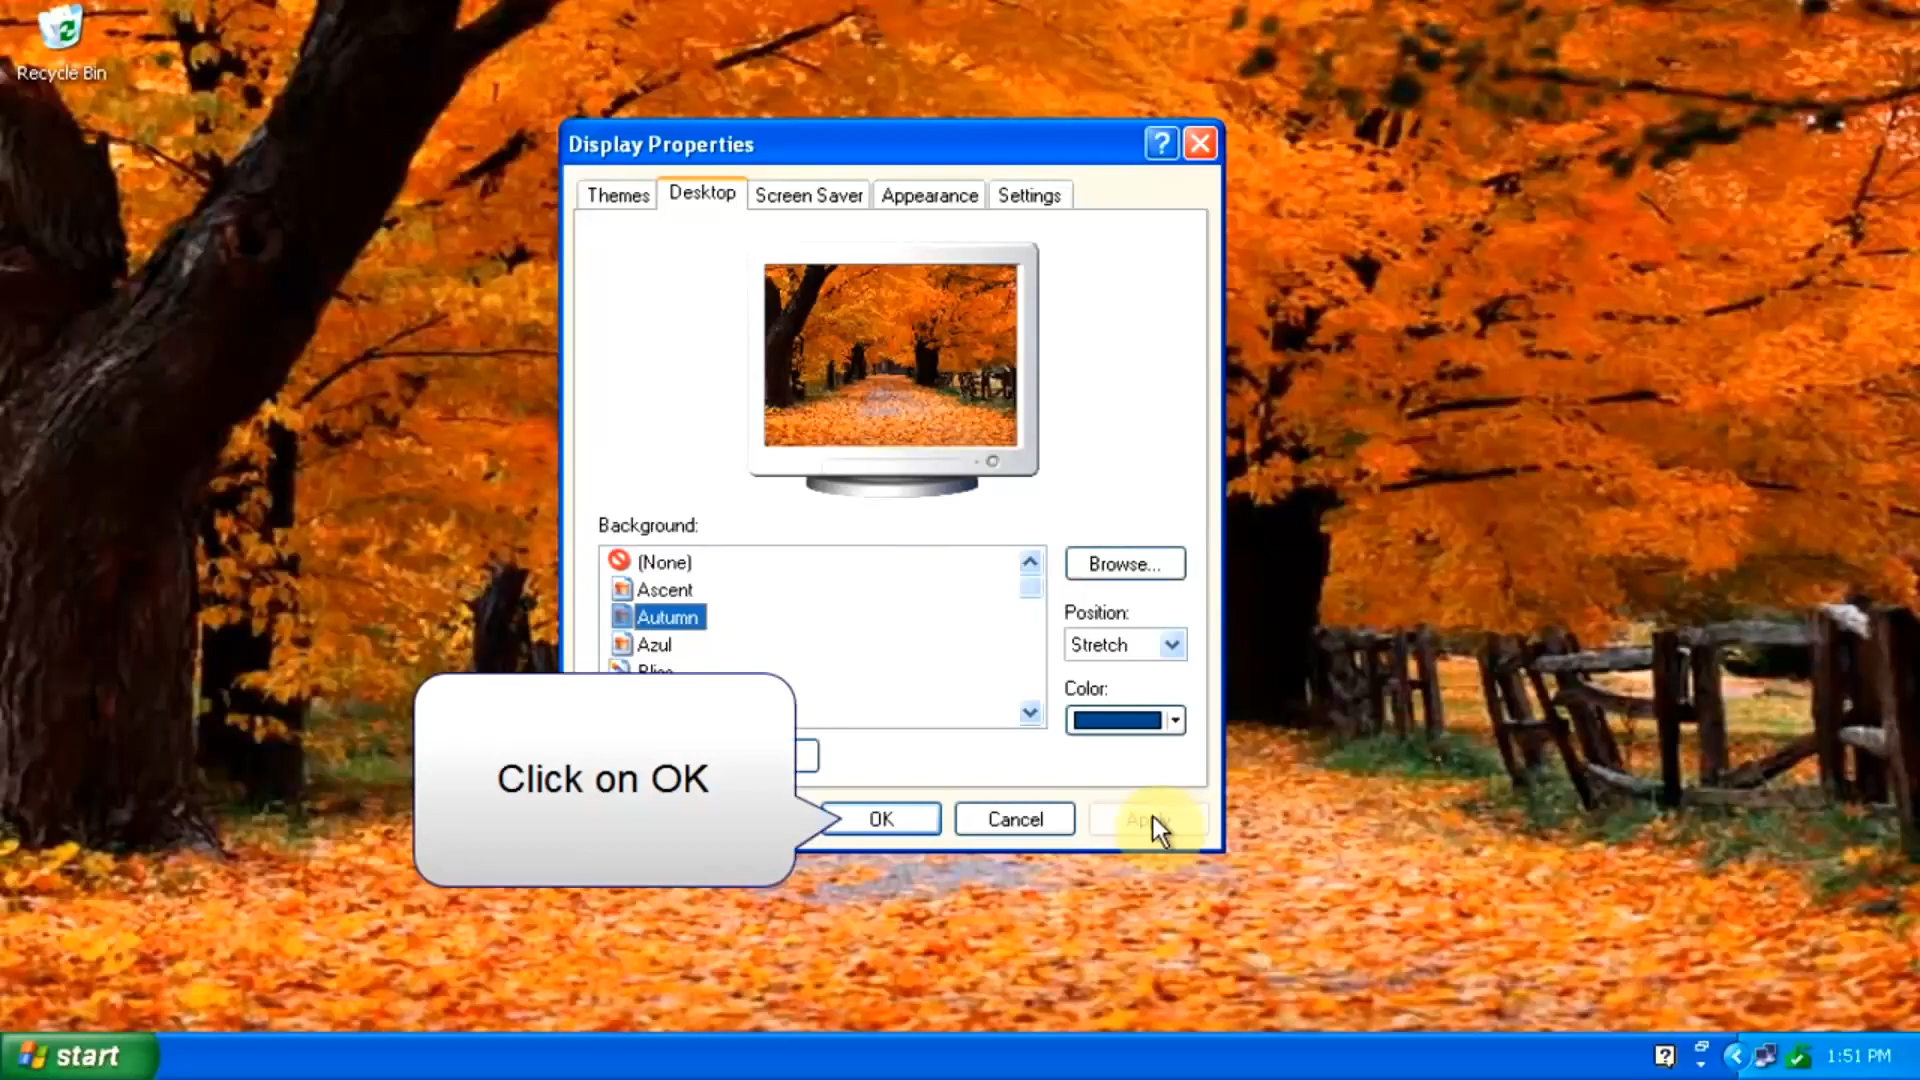 Recycle Bin
Display Properties
Themes
Desktop
Screen Saver
Appearance
Settings
Background:
(None)
Ascent
Autumn
Azul
Browse...
Position:
Stretch
Color:
Click on OK
OK
Cancel
start
1:51 PM